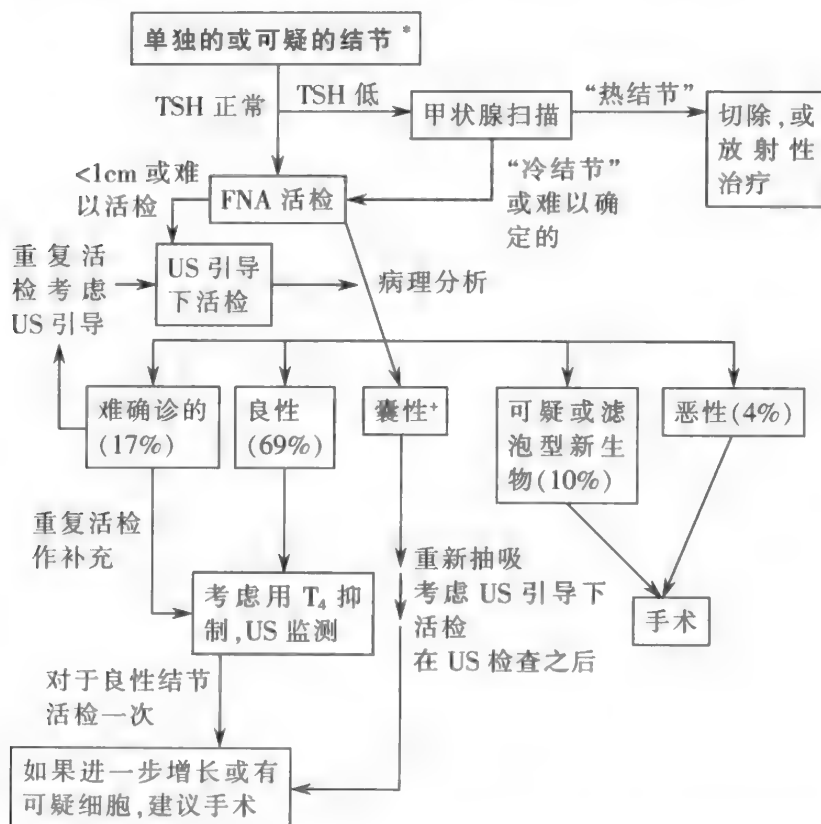 单独的或可疑的结节*
TSH 正常
TSH 低
甲状腺扫描
“热结节”
切除,或
放射性
治疗
<1cm 或难
以活检
FNA 活检
“冷结节”
或难以确
定的
重复活
检考虑
US 引导
US 引导
下活检
病理分析
难确诊的
(17%)
良性
(69%)
囊性+
可疑或滤
泡型新生
物(10%)
恶性(4%)
重复活检
作补充
考虑用 T₄ 抑
制,US 监测
重新抽吸
考虑 US 引导下
活检
在 US 检查之后
手术
对于良性结节
活检一次
如果进一步增长或有
可疑细胞,建议手术